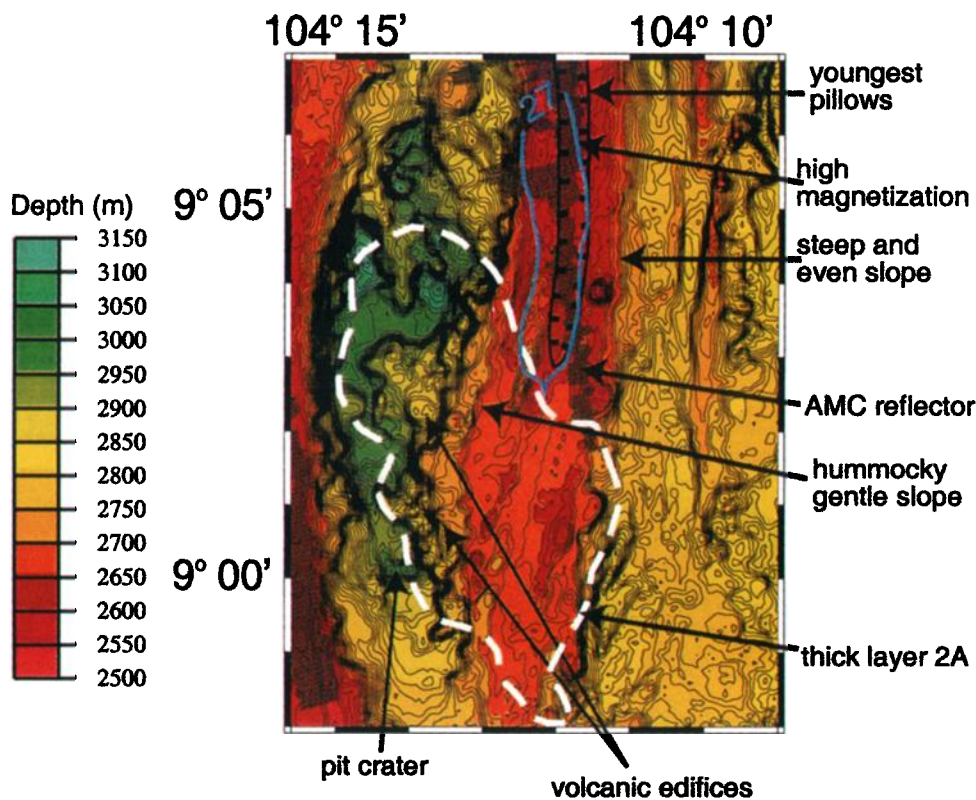 104° 15’ 104° 10’
youngest
pillows
high
magnetization
27
Depth (m)
9° 05’
3150
3100
3050
3000
2950
2900
2850
2800
2750
2700
2650
2600
2550
2500
steep and
even slope
AMC reflector
hummocky
gentle slope
9° 00’
thick layer 2A
pit crater
volcanic edifices